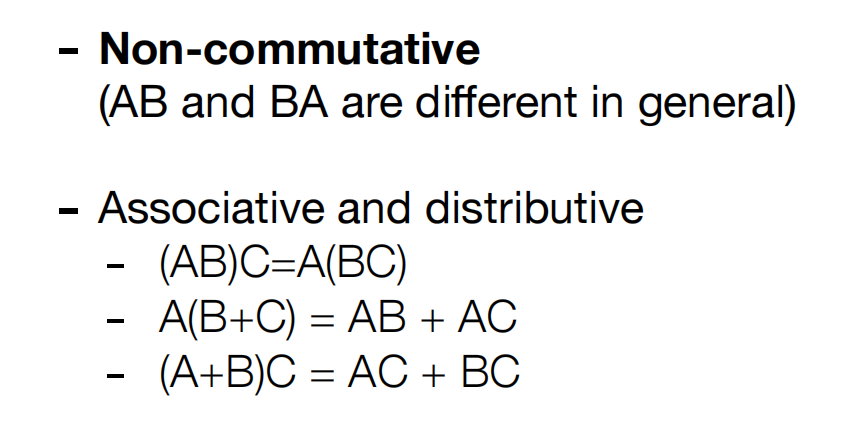 - Non-commutative
(AB and BA are different in general)
- Associative and distributive
- (AB)C=A(BC)
- A(B+C) = AB + AC
- (A+B)C = AC + BC